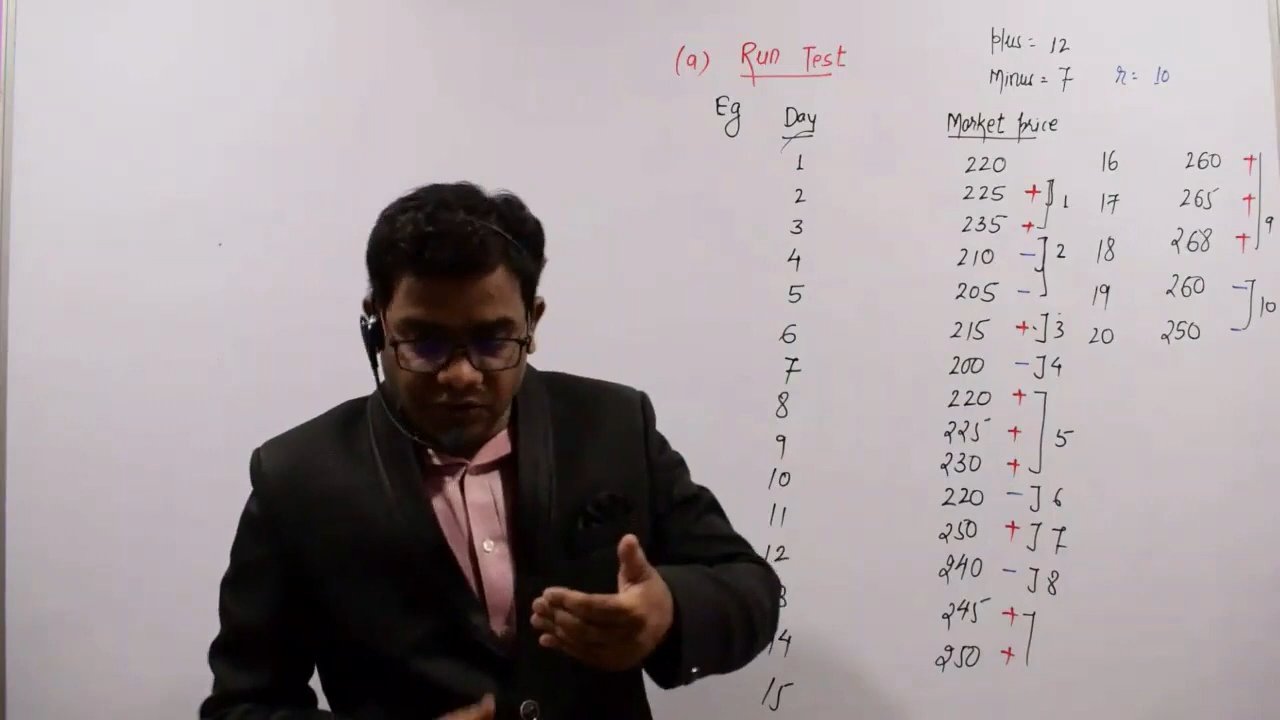 plus = 12
(a) Run Test
Minus = 7 r = 10
Eg Day Market price
1 220 16 260 +
2 225 + 1 17 265 +
3 235 + 9
4 210 - 2 18 268 +
5 205 - 19 260 - 10
6 215 + 3 20 250
7 200 - 4
8 220 +
9 225 + 5
10 230 +
11 220 - 6
12 250 + 7
240 - 8
245 +
14 250 +
15